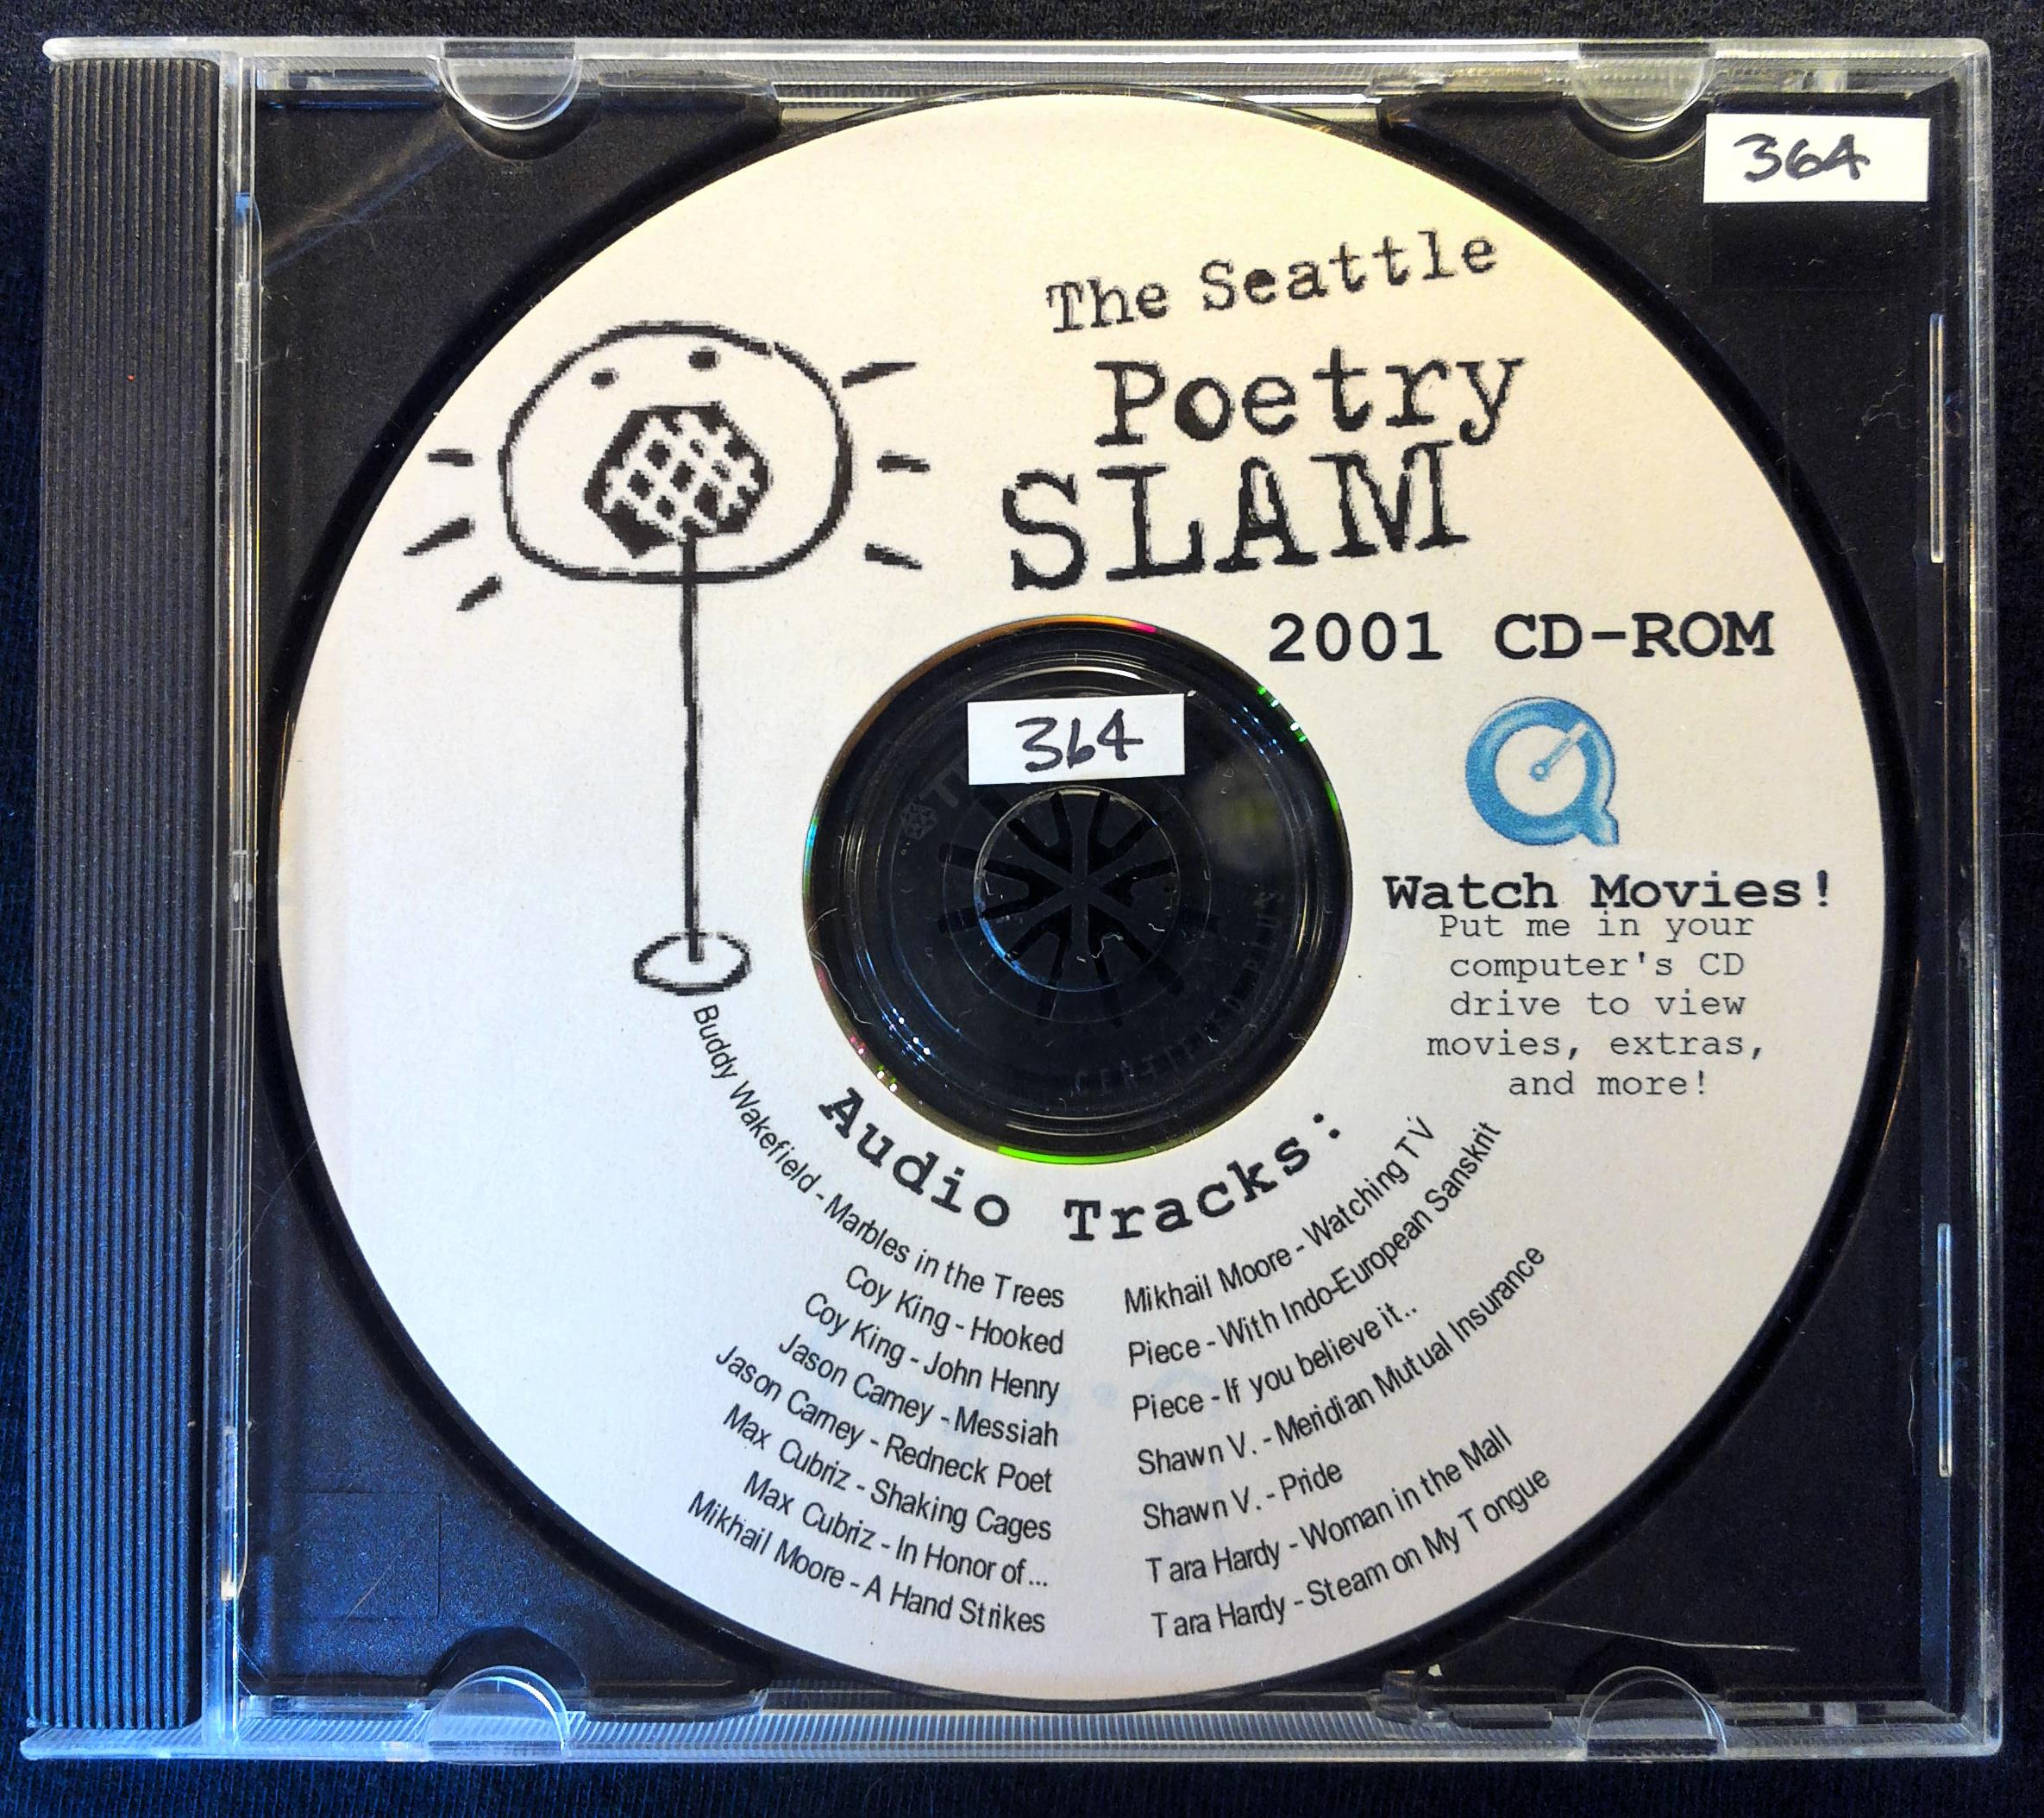 364
The Seattle
Poetry
SLAM
2001 CD-ROM
364
Watch Movies!
Put me in your
computer's CD
drive to view
movies, extras,
and more!
Audio Tracks:
Buddy Wakefield - Marbles in the Trees
Coy King - Hooked
Coy King - John Henry
Jason Carney - Messiah
Jason Carney - Redneck Poet
Max Cubriz - Shaking Cages
Max Cubriz - In Honor of...
Mikhail Moore - A Hand Strikes
Mikhail Moore - Watching TV
Piece - With Indo-European Sanskrit
Piece - If you believe it..
Shawn V. - Meridian Mutual Insurance
Shawn V. - Pride
Tara Hardy - Woman in the Mall
Tara Hardy - Steam on My Tongue